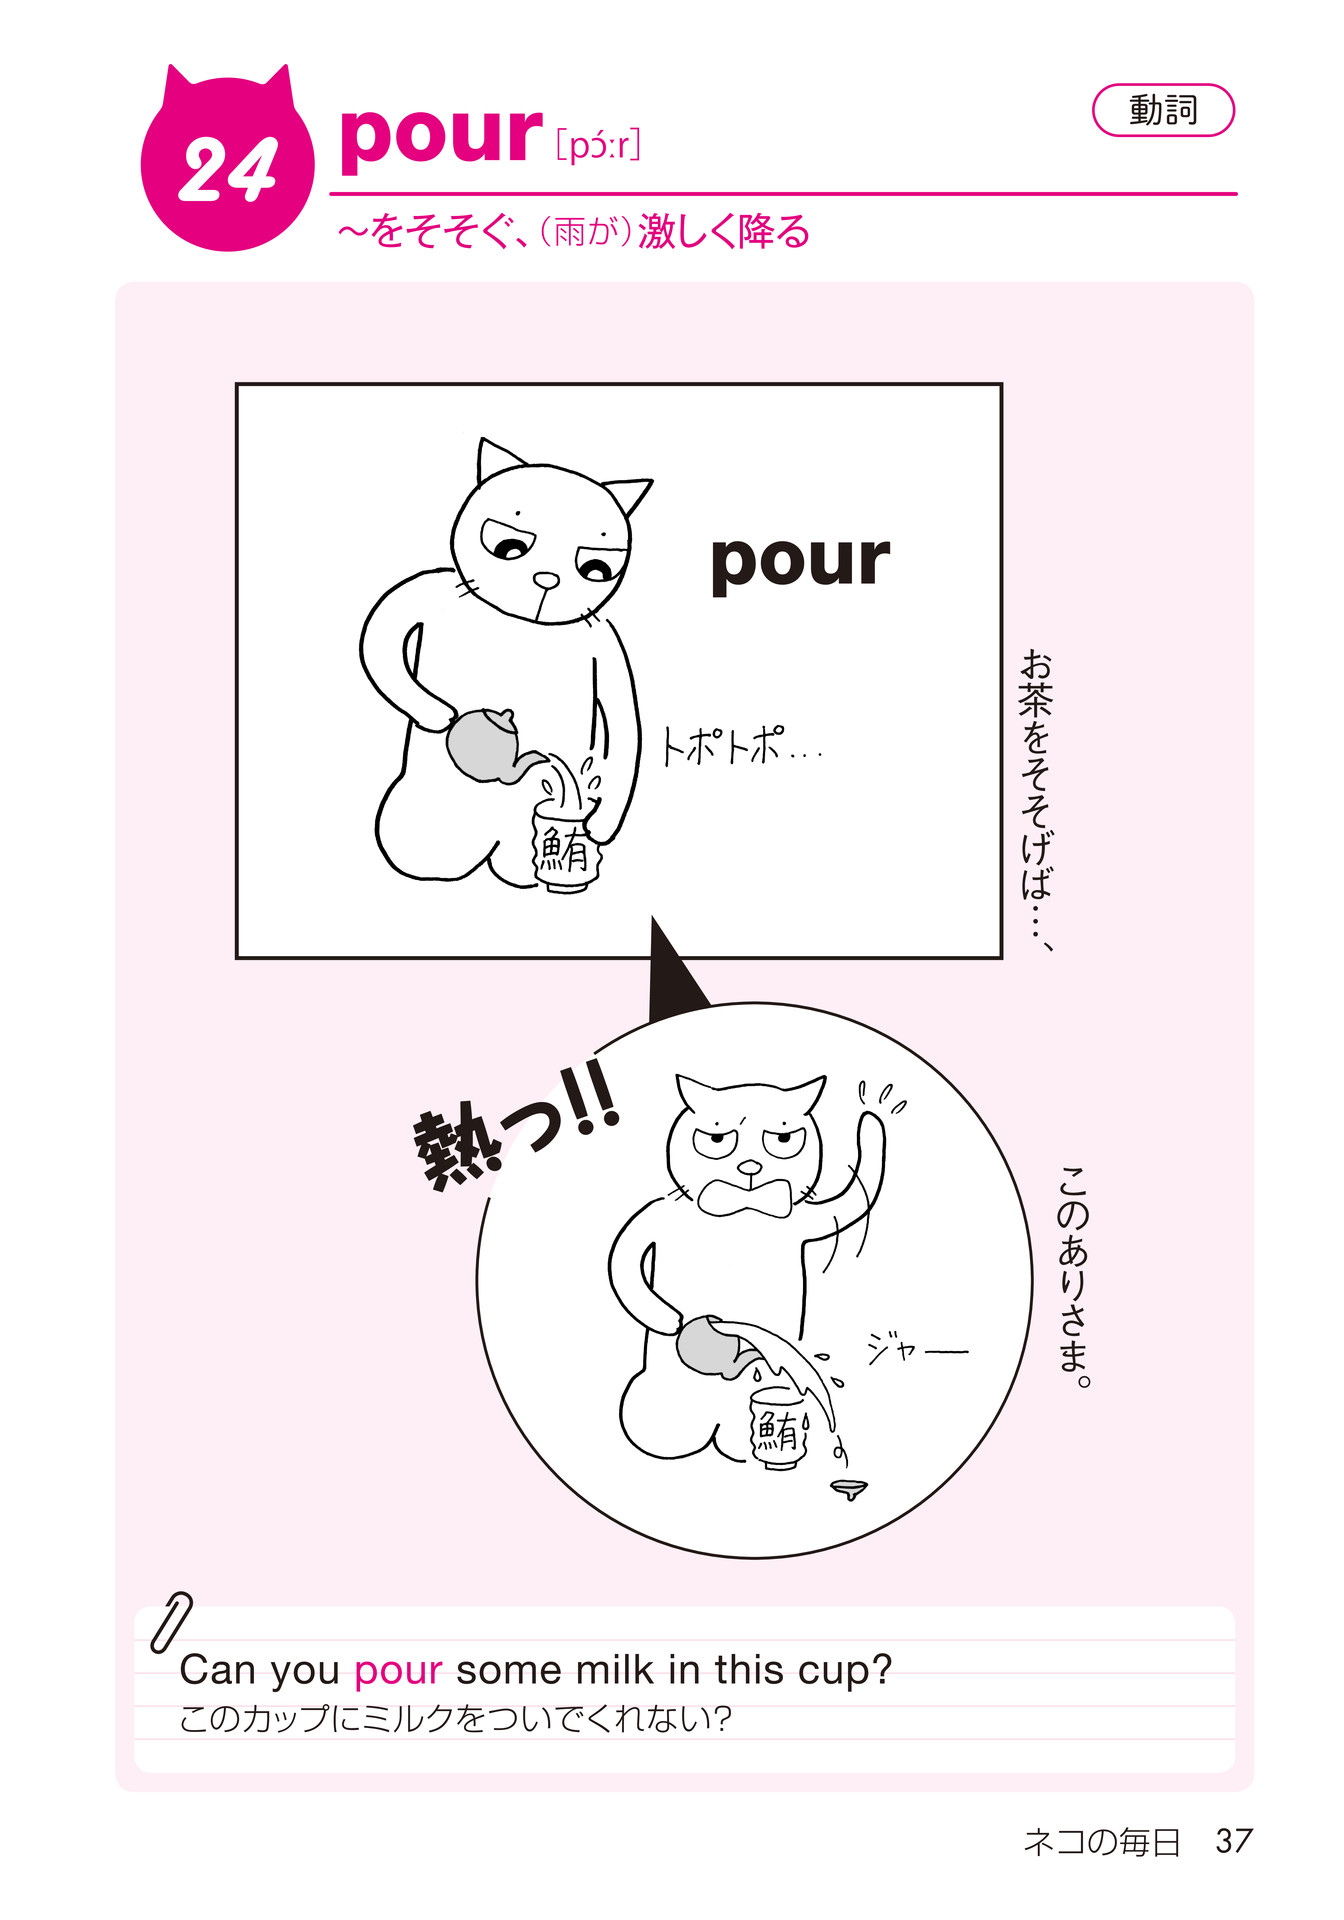 24
pour [pɔ́ːr]
動詞
～をそそぐ、（雨が）激しく降る
pour
トポトポ...
鮪
お茶をそそげば…、
熱っ!!
ジャー
鮪
このありさま。
Can you pour some milk in this cup?
このカップにミルクをついでくれない？
ネコの毎日 37